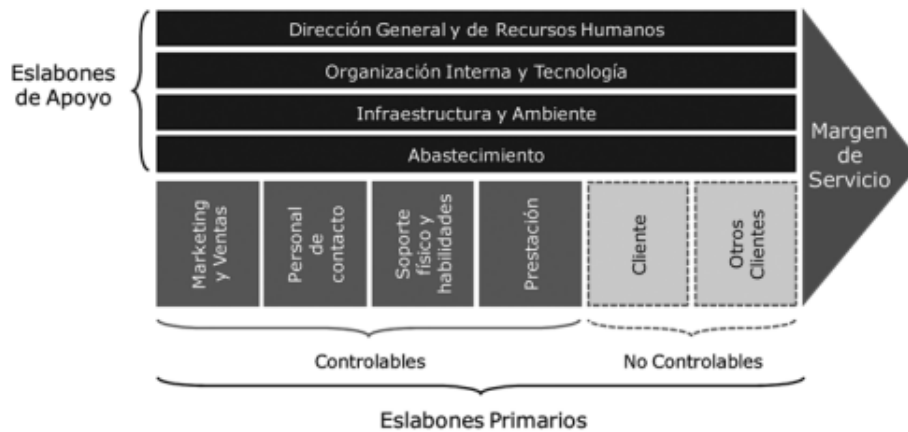 Eslabones
de Apoyo
Dirección General y de Recursos Humanos
Organización Interna y Tecnología
Infraestructura y Ambiente
Abastecimiento
Marketing
y Ventas
Personal
de
contacto
Soporte
físico y
habilidades
Prestación
Cliente
Otros
Clientes
Margen
de
Servicio
Controlables
No Controlables
Eslabones Primarios